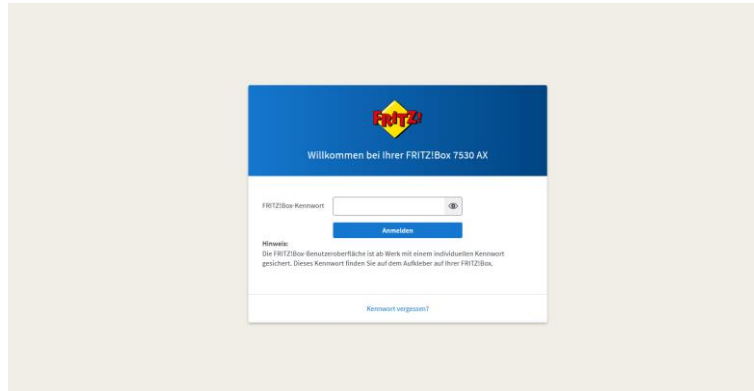 FRITZ!
Willkommen bei Ihrer FRITZ!Box 7530 AX
FRITZ!Box-Kennwort
Anmelden
Hinweis:
Die FRITZ!Box-Benutzeroberfläche ist ab Werk mit einem individuellen Kennwort
gesichert. Dieses Kennwort finden Sie auf dem Aufkleber auf Ihrer FRITZ!Box.
Kennwort vergessen?